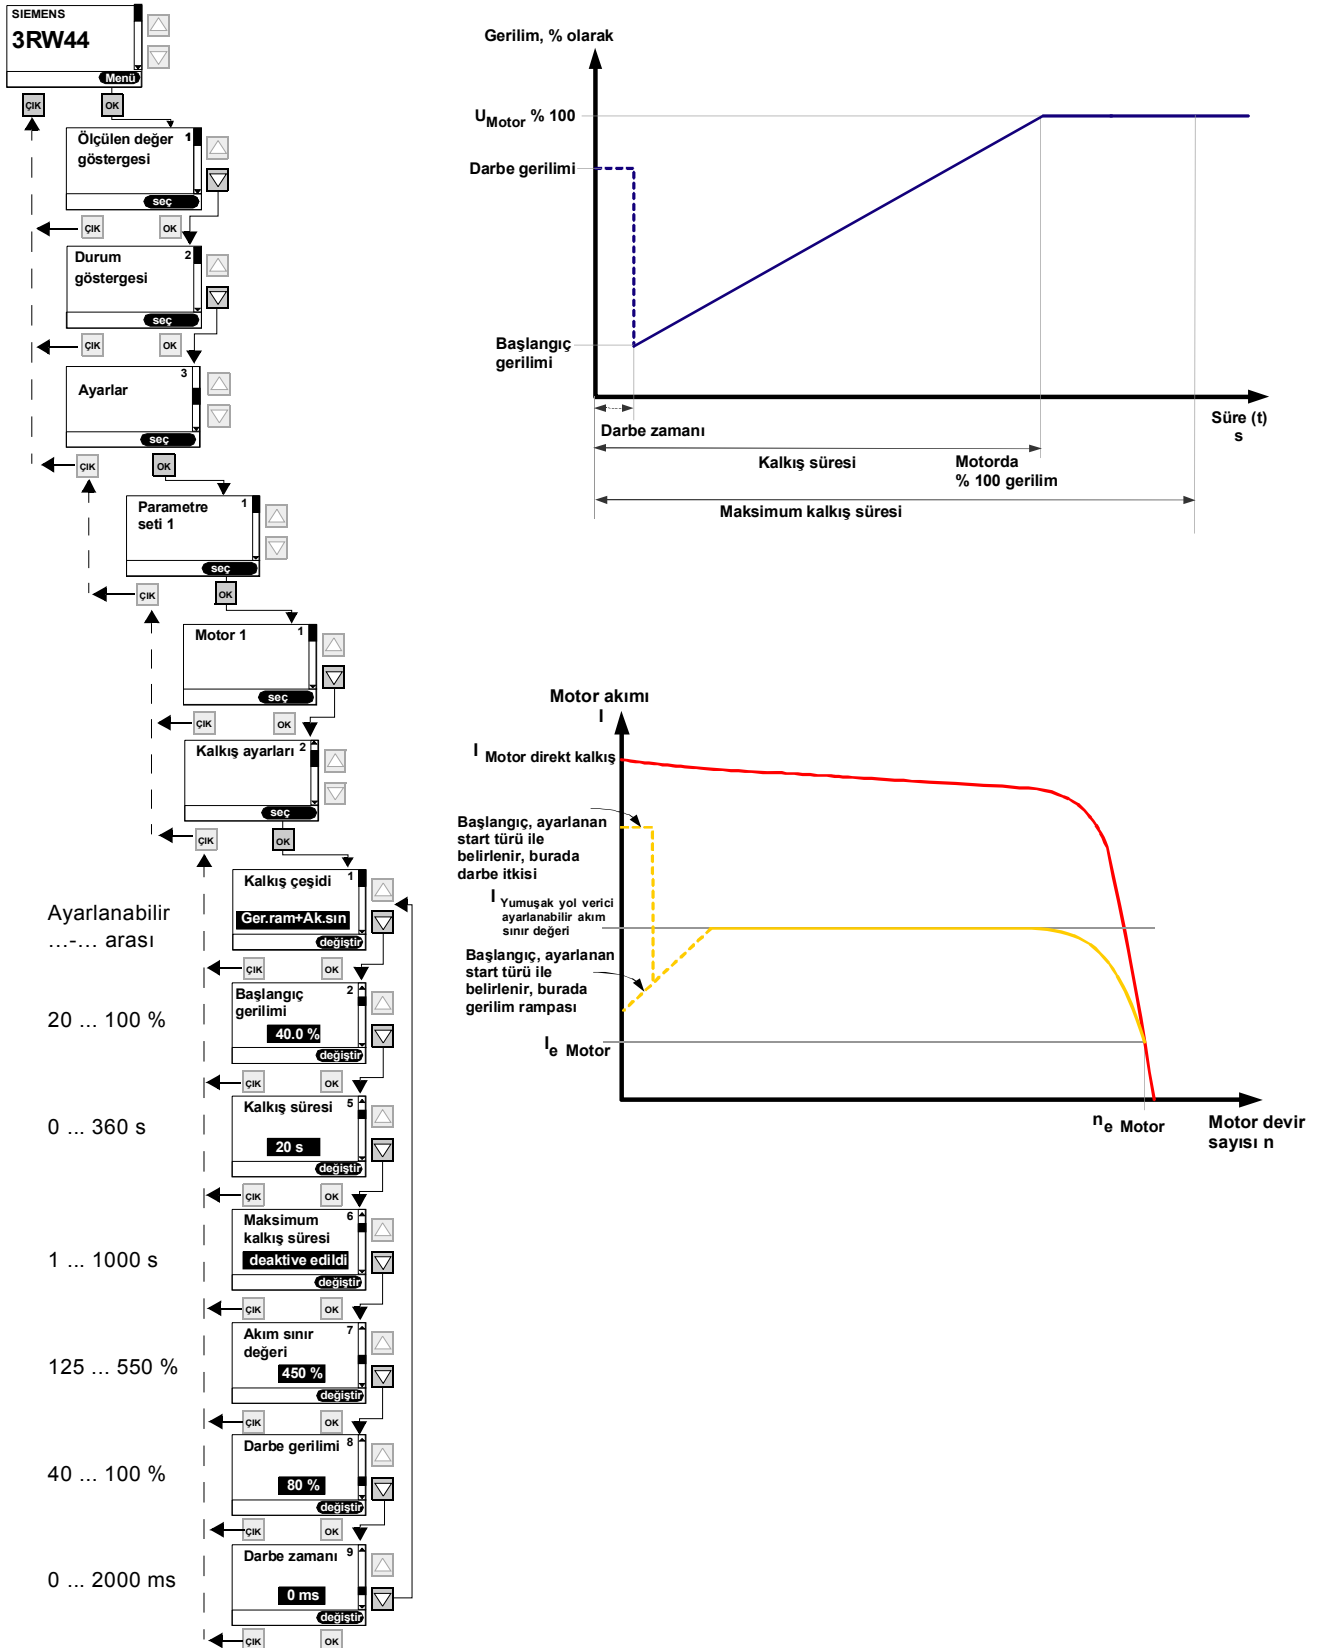 SIEMENS
3RW44
Menü
ÇIK
OK
Ölçülen değer 1
göstergesi
seç
ÇIK
OK
Durum 2
göstergesi
seç
ÇIK
OK
3
Ayarlar
seç
ÇIK
OK
Parametre 1
seti 1
seç
ÇIK
OK
Motor 1 1
seç
ÇIK
OK
Kalkış ayarları 2
seç
ÇIK
OK
Kalkış çeşidi 1
Ger.ram+Ak.sın
değiştir
Ayarlanabilir
...-... arası
ÇIK
OK
Başlangıç 2
gerilimi
40.0 %
değiştir
20 ... 100 %
ÇIK
OK
Kalkış süresi 5
20 s
değiştir
0 ... 360 s
ÇIK
OK
Maksimum 6
kalkış süresi
deaktive edildi
değiştir
1 ... 1000 s
ÇIK
OK
Akım sınır 7
değeri
450 %
değiştir
125 ... 550 %
ÇIK
OK
Darbe gerilimi 8
80 %
değiştir
40 ... 100 %
ÇIK
OK
Darbe zamanı 9
0 ms
değiştir
0 ... 2000 ms
ÇIK
OK
Gerilim, % olarak
UMotor % 100
Darbe gerilimi
Başlangıç
gerilimi
Süre (t)
s
Darbe zamanı
Kalkış süresi
Motorda
% 100 gerilim
Maksimum kalkış süresi
Motor akımı
I
I Motor direkt kalkış
Başlangıç, ayarlanan
start türü ile
belirlenir, burada
darbe itkisi
I Yumuşak yol verici
ayarlanabilir akım
sınır değeri
Başlangıç, ayarlanan
start türü ile
belirlenir, burada
gerilim rampası
Ie Motor
ne Motor
Motor devir
sayısı n